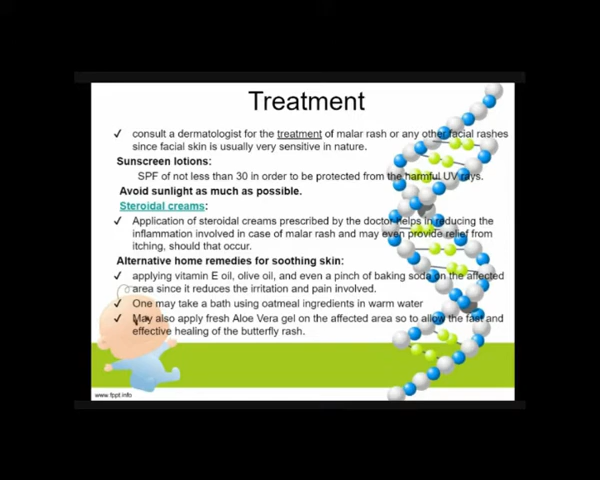 Treatment
✓ consult a dermatologist for the treatment of malar rash or any other facial rashes
since facial skin is usually very sensitive in nature.
Sunscreen lotions:
SPF of not less than 30 in order to be protected from the harmful UV rays.
Avoid sunlight as much as possible.
Steroidal creams:
✓ Application of steroidal creams prescribed by the doctor helps in reducing the
inflammation involved in case of malar rash and may even provide relief from
itching, should that occur.
Alternative home remedies for soothing skin:
✓ applying vitamin E oil, olive oil, and even a pinch of baking soda on the affected
area since it reduces the irritation and pain involved.
✓ One may take a bath using oatmeal ingredients in warm water
✓ May also apply fresh Aloe Vera gel on the affected area so to allow the fast and
effective healing of the butterfly rash.
www.fppt.info